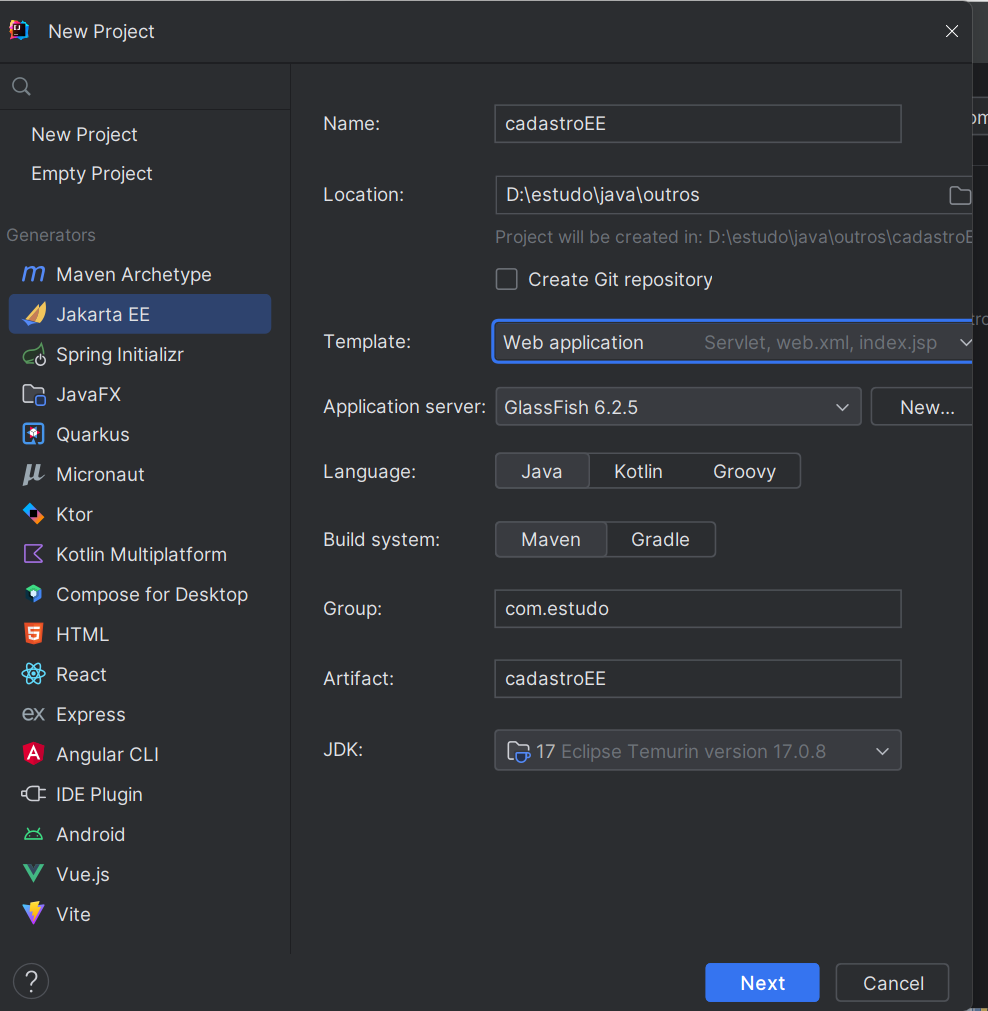 New Project
New Project
Empty Project
Generators
Maven Archetype
Jakarta EE
Spring Initializr
JavaFX
Quarkus
Micronaut
Ktor
Kotlin Multiplatform
Compose for Desktop
HTML
React
Express
Angular CLI
IDE Plugin
Android
Vue.js
Vite
Name: cadastroEE
Location: D:\estudo\java\outros
Project will be created in: D:\estudo\java\outros\cadastroE
Create Git repository
Template: Web application Servlet, web.xml, index.jsp
Application server: GlassFish 6.2.5 New...
Language: Java Kotlin Groovy
Build system: Maven Gradle
Group: com.estudo
Artifact: cadastroEE
JDK: 17 Eclipse Temurin version 17.0.8
? Next Cancel